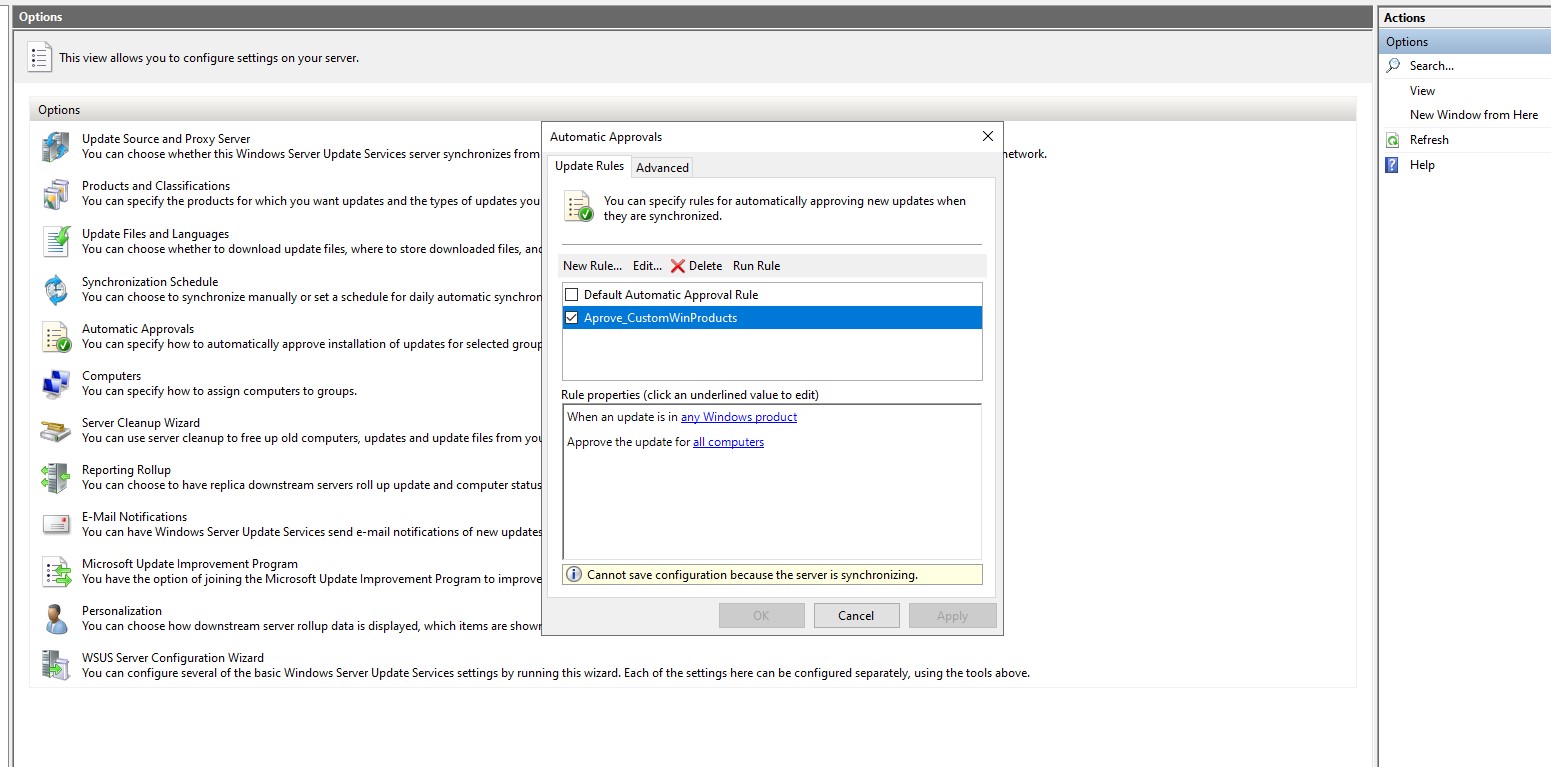 Options
This view allows you to configure settings on your server.
Options
Update Source and Proxy Server
You can choose whether this Windows Server Update Services server synchronizes from
network.
Products and Classifications
You can specify the products for which you want updates and the types of updates you
Update Files and Languages
You can choose whether to download update files, where to store downloaded files, and
Synchronization Schedule
You can choose to synchronize manually or set a schedule for daily automatic synchron
Automatic Approvals
You can specify how to automatically approve installation of updates for selected group
Computers
You can specify how to assign computers to groups.
Server Cleanup Wizard
You can use server cleanup to free up old computers, updates and update files from you
Reporting Rollup
You can choose to have replica downstream servers roll up update and computer status
E-Mail Notifications
You can have Windows Server Update Services send e-mail notifications of new updates
Microsoft Update Improvement Program
You have the option of joining the Microsoft Update Improvement Program to improve
Personalization
You can choose how downstream server rollup data is displayed, which items are shown
WSUS Server Configuration Wizard
You can configure several of the basic Windows Server Update Services settings by running this wizard. Each of the settings here can be configured separately, using the tools above.
Automatic Approvals
Update Rules
Advanced
You can specify rules for automatically approving new updates when
they are synchronized.
New Rule... Edit... Delete Run Rule
Default Automatic Approval Rule
Aprove_CustomWinProducts
Rule properties (click an underlined value to edit)
When an update is in any Windows product
Approve the update for all computers
Cannot save configuration because the server is synchronizing.
OK
Cancel
Apply
Actions
Options
Search...
View
New Window from Here
Refresh
Help